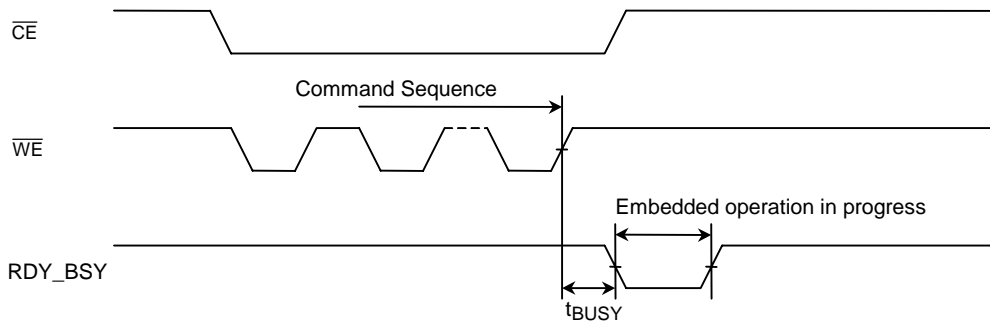 CE
Command Sequence
WE
Embedded operation in progress
RDY_BSY
tBUSY